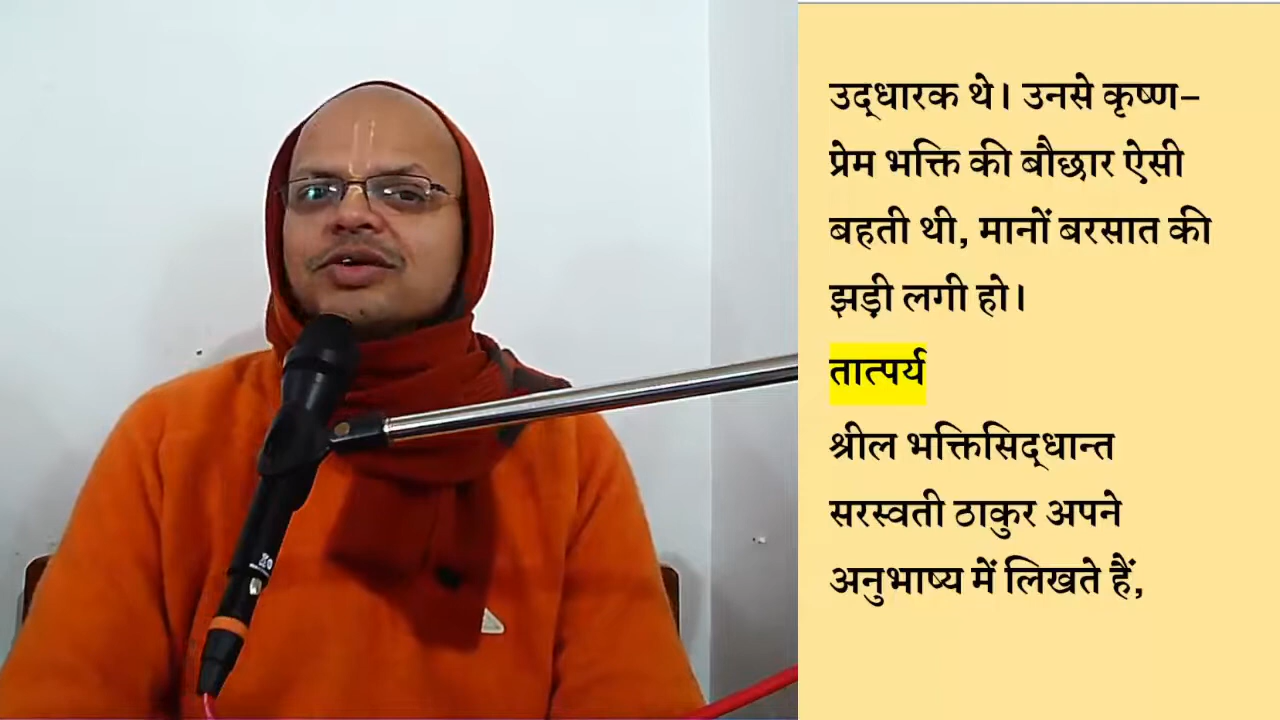 उद्धारक थे। उनसे कृष्ण–
प्रेम भक्ति की बौछार ऐसी
बहती थी, मानों बरसात की
झड़ी लगी हो।
तात्पर्य
श्रील भक्तिसिद्धान्त
सरस्वती ठाकुर अपने
अनुभाष्य में लिखते हैं,